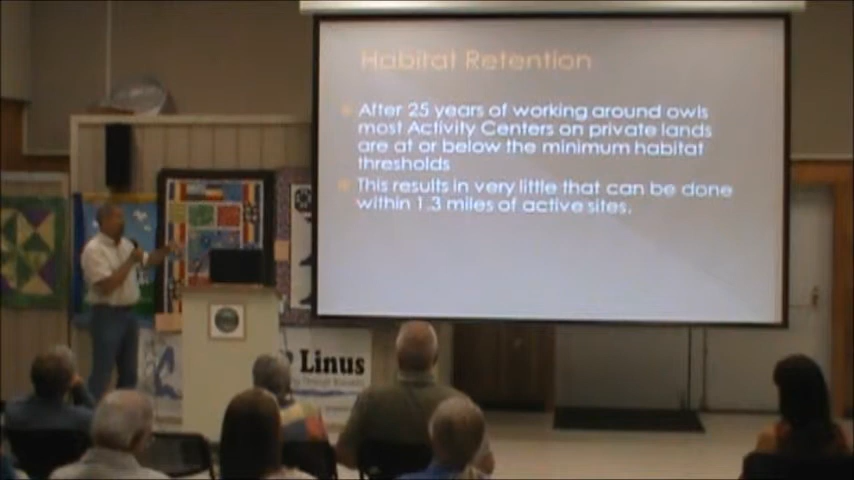 Habitat Retention
After 25 years of working around owls
most Activity Centers on private lands
are at or below the minimum habitat
thresholds
This results in very little that can be done
within 1.3 miles of active sites.
Linus